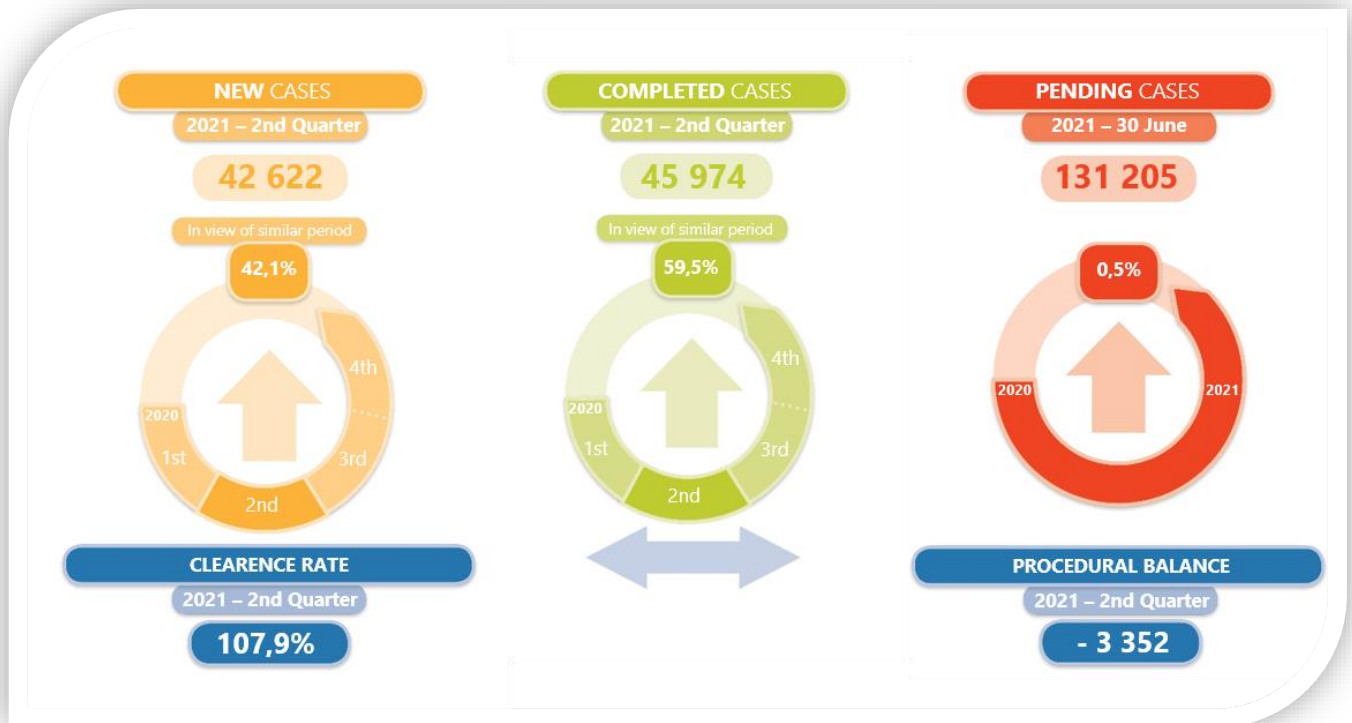 NEW CASES
2021 – 2nd Quarter
42 622
In view of similar period
42,1%
4th
2020
1st
3rd
2nd
COMPLETED CASES
2021 – 2nd Quarter
45 974
In view of similar period
59,5%
4th
2020
1st
3rd
2nd
PENDING CASES
2021 – 30 June
131 205
0,5%
2020
2021
CLEARENCE RATE
2021 – 2nd Quarter
107,9%
PROCEDURAL BALANCE
2021 – 2nd Quarter
- 3 352